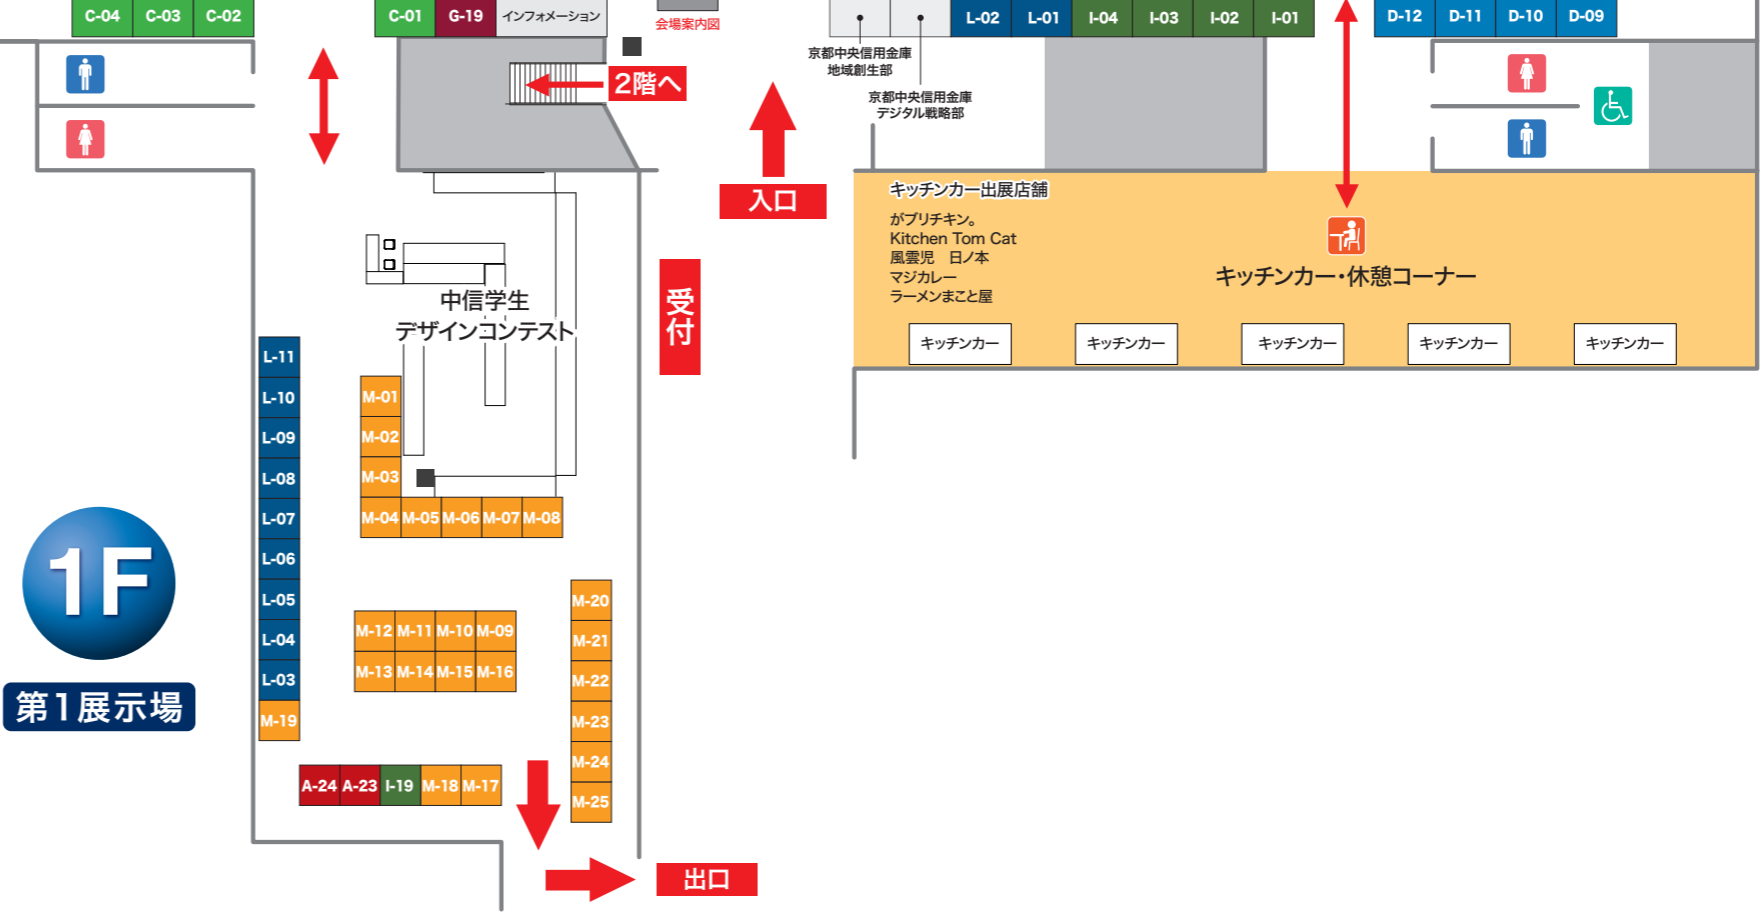 C-04 C-03 C-02
C-01 G-19 インフォメーション
会場案内図
L-02 L-01 I-04 I-03 I-02 I-01
D-12 D-11 D-10 D-09
京都中央信用金庫
地域創生部
京都中央信用金庫
デジタル戦略部
2階へ
入口
受付
キッチンカー出展店舗
がブリチキン。
Kitchen Tom Cat
風雲児 日ノ本
マジカレー
ラーメンまこと屋
キッチンカー・休憩コーナー
キッチンカー キッチンカー キッチンカー キッチンカー キッチンカー
中信学生
デザインコンテスト
L-11
L-10
L-09
L-08
L-07
L-06
L-05
L-04
L-03
M-19
M-01
M-02
M-03
M-04 M-05 M-06 M-07 M-08
M-12 M-11 M-10 M-09
M-13 M-14 M-15 M-16
M-20
M-21
M-22
M-23
M-24
M-25
A-24 A-23 I-19 M-18 M-17
出口
1F
第1展示場